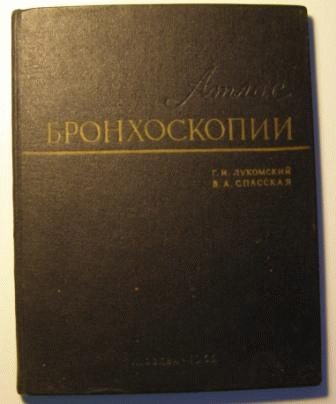 Атлас
БРОНХОСКОПИИ
Г. И. ЛУКОМСКИЙ
В. А. СПАССКАЯ
МОСКВА